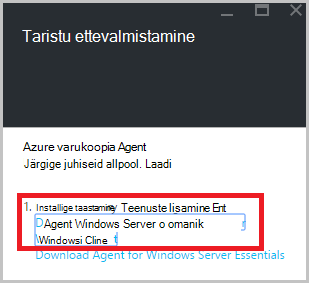 Taristu ettevalmistamine
Azure varukoopia Agent
Järgige juhiseid allpool. Laadi
1. Installige taastaminey Teenuste lisamine Ent
Agent Windows Server o omanik
Windowsi Cline t
Download Agent for Windows Server Essentials